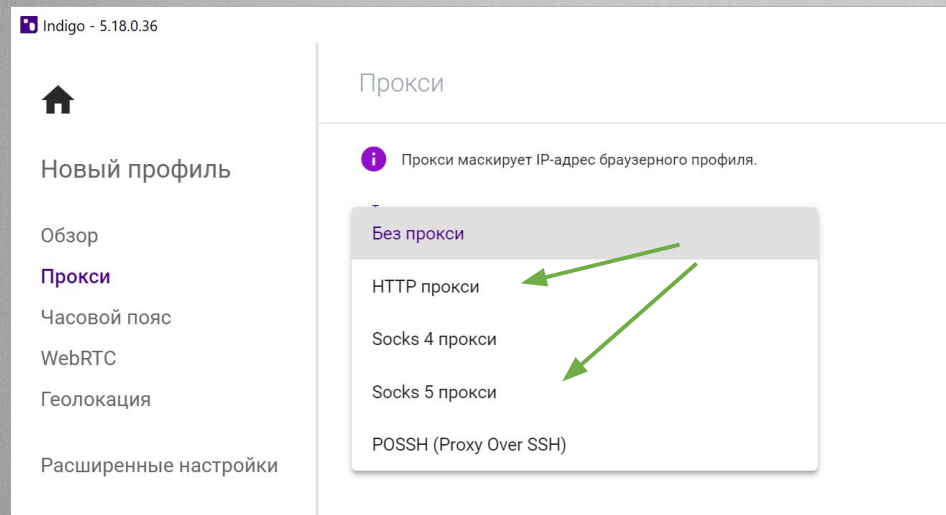 Indigo - 5.18.0.36
Новый профиль
Обзор
Прокси
Часовой пояс
WebRTC
Геолокация
Расширенные настройки
Прокси
Прокси маскирует IP-адрес браузерного профиля.
Без прокси
HTTP прокси
Socks 4 прокси
Socks 5 прокси
POSSH (Proxy Over SSH)